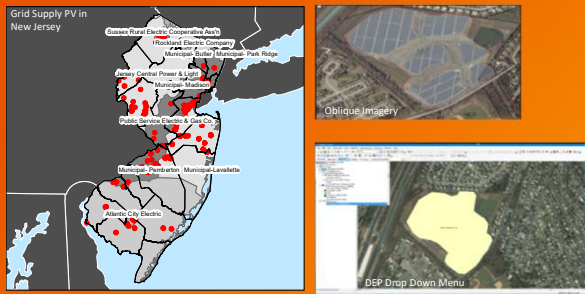 Grid Supply PV in
New Jersey
Sussex Rural Electric Cooperative Ass'n
Rockland Electric Company
Municipal- Butler
Municipal- Park Ridge
Jersey Central Power & Light
Municipal- Madison
Public Service Electric & Gas Co.
Municipal- Pemberton
Municipal-Lavallette
Atlantic City Electric
Oblique Imagery
DEP Drop Down Menu